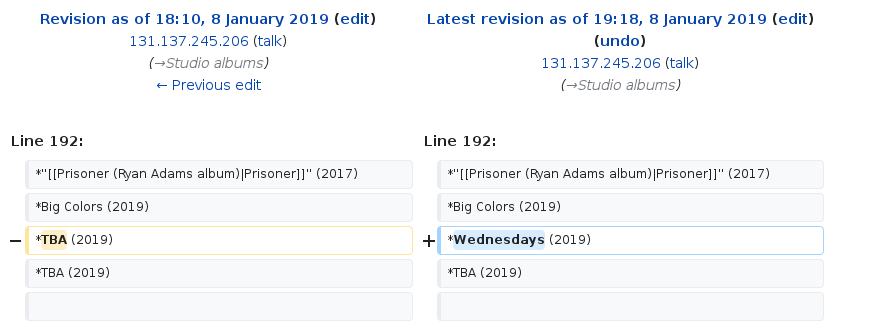 Revision as of 18:10, 8 January 2019 (edit)
131.137.245.206 (talk)
(→Studio albums)
← Previous edit
Latest revision as of 19:18, 8 January 2019 (edit)
(undo)
131.137.245.206 (talk)
(→Studio albums)
Line 192:
Line 192:
*"[[Prisoner (Ryan Adams album)|Prisoner]]" (2017)
*"[[Prisoner (Ryan Adams album)|Prisoner]]" (2017)
*Big Colors (2019)
*Big Colors (2019)
− *TBA (2019)
+ *Wednesdays (2019)
*TBA (2019)
*TBA (2019)